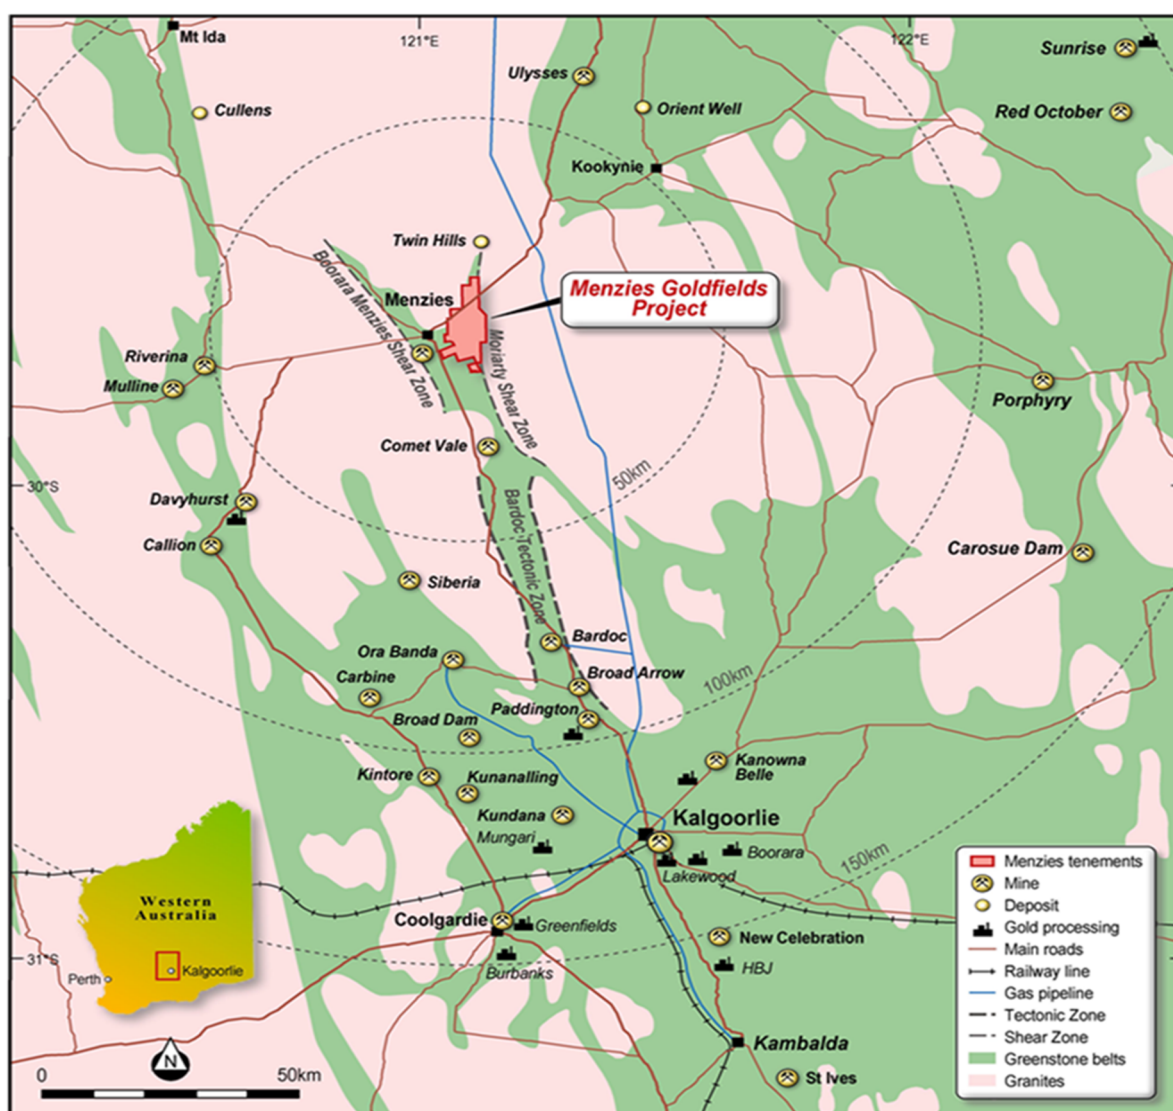 Mt Ida
121°E
122°E
Sunrise
Ulysses
Cullens
Orient Well
Red October
Kookynie
Twin Hills
Boorara Menzies Shear Zone
Menzies
Menzies Goldfields
Project
Moriarty Shear Zone
Riverina
Mulline
Porphyry
Comet Vale
50km
30°S
Davyhurst
Bardoc Tectonic Zone
Callion
Carosue Dam
Siberia
Bardoc
Ora Banda
Broad Arrow
Carbine
100km
Paddington
Broad Dam
Kanowna
Belle
Kintore
Kunanalling
Kundana
Kalgoorlie
Mungari
Boorara
150km
Lakewood
Coolgardie
Greenfields
New Celebration
31°S
Burbanks
HBJ
Kambalda
St Ives
Western
Australia
Perth
Kalgoorlie
N
0
50km
Menzies tenements
Mine
Deposit
Gold processing
Main roads
Railway line
Gas pipeline
Tectonic Zone
Shear Zone
Greenstone belts
Granites